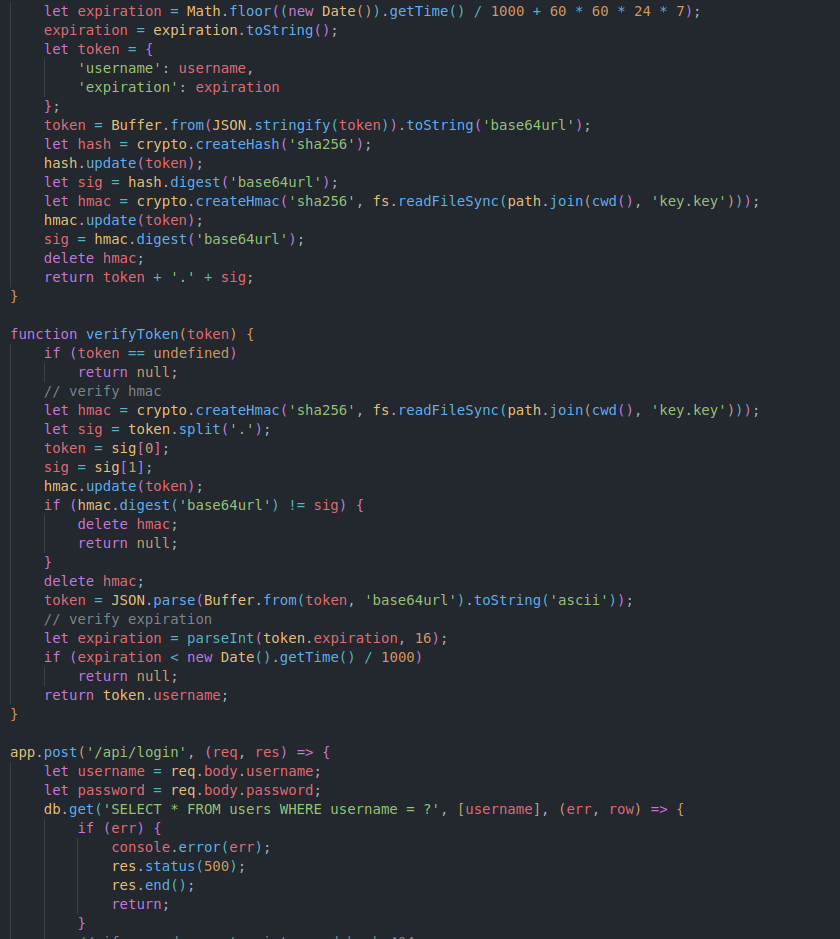 let expiration = Math.floor((new Date()).getTime() / 1000 + 60 * 60 * 24 * 7);
    expiration = expiration.toString();
    let token = {
        'username': username,
        'expiration': expiration
    };
    token = Buffer.from(JSON.stringify(token)).toString('base64url');
    let hash = crypto.createHash('sha256');
    hash.update(token);
    let sig = hash.digest('base64url');
    let hmac = crypto.createHmac('sha256', fs.readFileSync(path.join(cwd(), 'key.key')));
    hmac.update(token);
    sig = hmac.digest('base64url');
    delete hmac;
    return token + '.' + sig;
}

function verifyToken(token) {
    if (token == undefined)
        return null;
    // verify hmac
    let hmac = crypto.createHmac('sha256', fs.readFileSync(path.join(cwd(), 'key.key')));
    let sig = token.split('.');
    token = sig[0];
    sig = sig[1];
    hmac.update(token);
    if (hmac.digest('base64url') != sig) {
        delete hmac;
        return null;
    }
    delete hmac;
    token = JSON.parse(Buffer.from(token, 'base64url').toString('ascii'));
    // verify expiration
    let expiration = parseInt(token.expiration, 16);
    if (expiration < new Date().getTime() / 1000)
        return null;
    return token.username;
}

app.post('/api/login', (req, res) => {
    let username = req.body.username;
    let password = req.body.password;
    db.get('SELECT * FROM users WHERE username = ?', [username], (err, row) => {
        if (err) {
            console.error(err);
            res.status(500);
            res.end();
            return;
        }